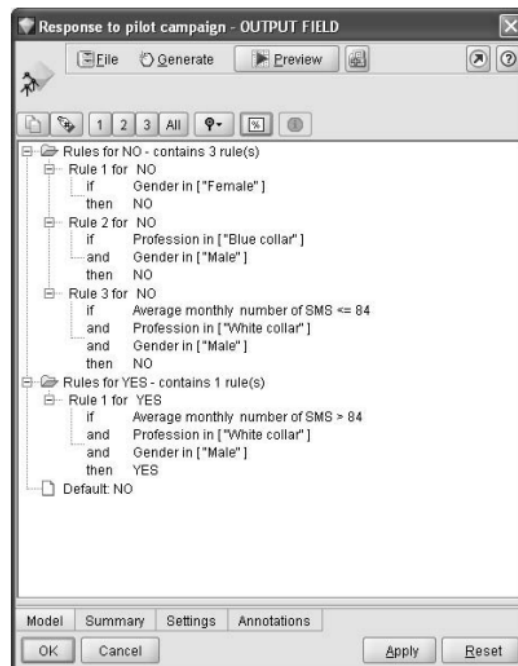 Response to pilot campaign - OUTPUT FIELD
File Generate Preview
1 2 3 All %
Rules for NO - contains 3 rule(s)
Rule 1 for NO
if Gender in ["Female"]
then NO
Rule 2 for NO
if Profession in ["Blue collar"]
and Gender in ["Male"]
then NO
Rule 3 for NO
if Average monthly number of SMS <= 84
and Profession in ["White collar"]
and Gender in ["Male"]
then NO
Rules for YES - contains 1 rule(s)
Rule 1 for YES
if Average monthly number of SMS > 84
and Profession in ["White collar"]
and Gender in ["Male"]
then YES
Default: NO
Model Summary Settings Annotations
OK Cancel Apply Reset